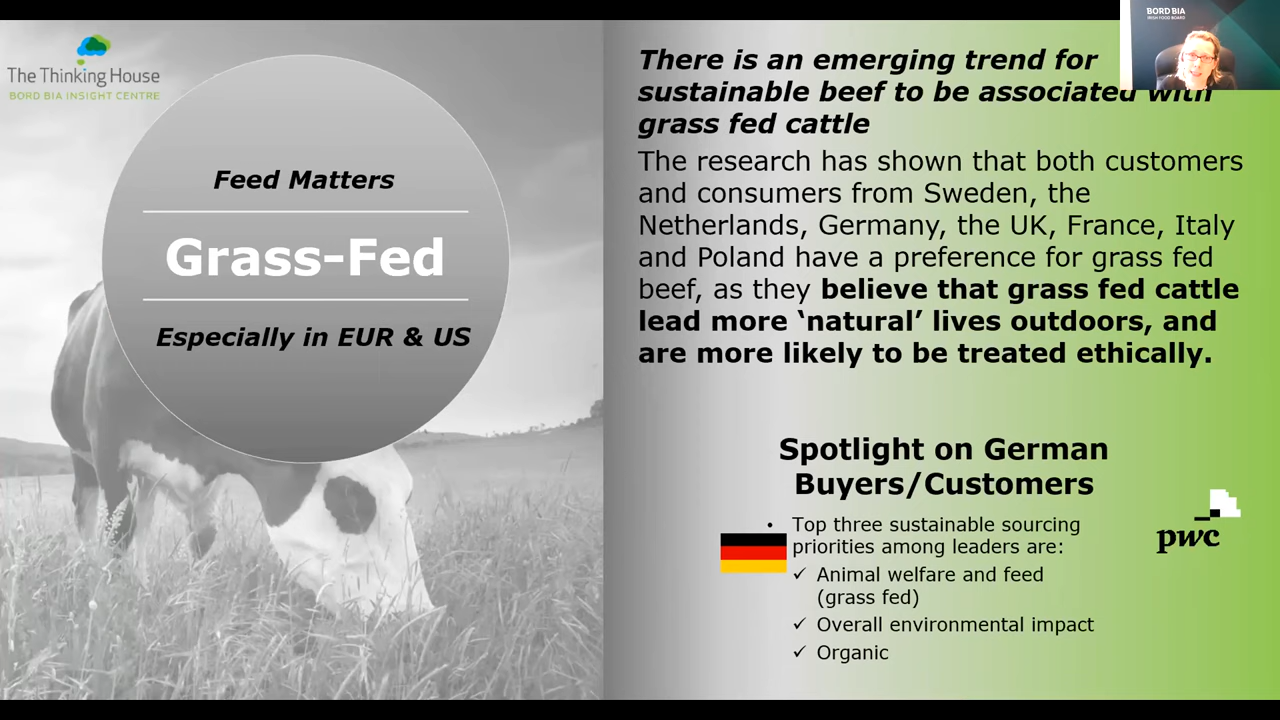 The Thinking House
BORD BIA INSIGHT CENTRE
Feed Matters
Grass-Fed
Especially in EUR & US
There is an emerging trend for
sustainable beef to be associated with
grass fed cattle
The research has shown that both customers
and consumers from Sweden, the
Netherlands, Germany, the UK, France, Italy
and Poland have a preference for grass fed
beef, as they believe that grass fed cattle
lead more ‘natural’ lives outdoors, and
are more likely to be treated ethically.
Spotlight on German
Buyers/Customers
• Top three sustainable sourcing
priorities among leaders are:
✓ Animal welfare and feed
(grass fed)
✓ Overall environmental impact
✓ Organic
pwc
BORD BIA
IRISH FOOD BOARD